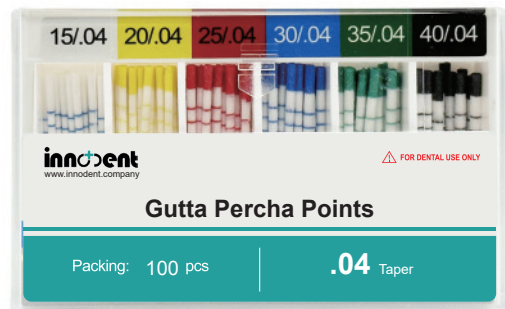 15/.04 20/.04 25/.04 30/.04 35/.04 40/.04
innodent
www.innodent.company
FOR DENTAL USE ONLY
Gutta Percha Points
Packing: 100 pcs
.04 Taper